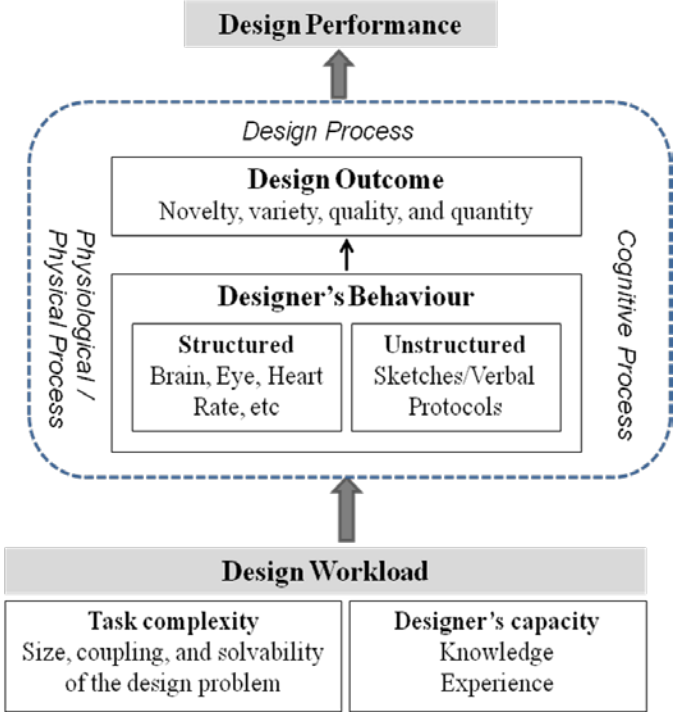 Design Performance
Design Process
Design Outcome
Novelty, variety, quality, and quantity
Physiological /
Physical Process
Cognitive Process
Designer's Behaviour
Structured
Brain, Eye, Heart
Rate, etc
Unstructured
Sketches/Verbal
Protocols
Design Workload
Task complexity
Size, coupling, and solvability
of the design problem
Designer's capacity
Knowledge
Experience